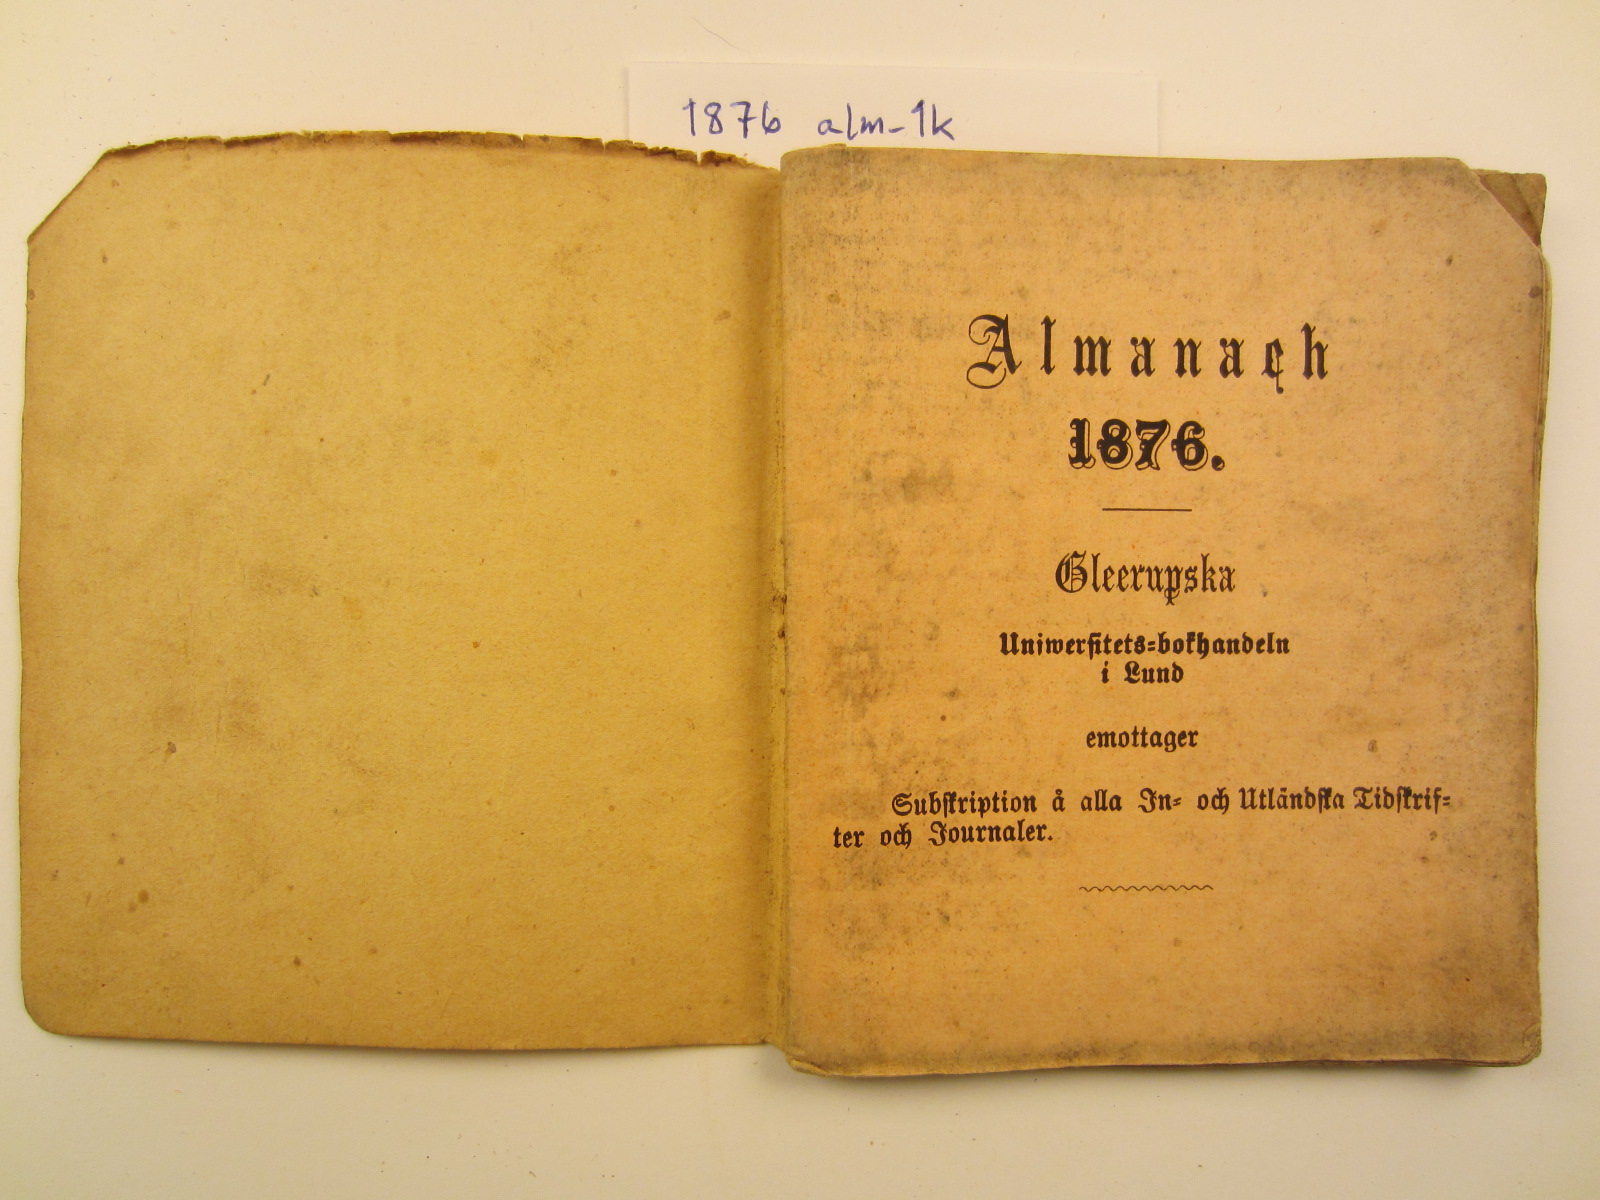 1876 alm-1k
Almanach
1876.
Gleerupska
Uniwersitets-bokhandeln
i Lund
emottager
Subskription å alla In- och Utländska Tidskrif-
ter och Journaler.